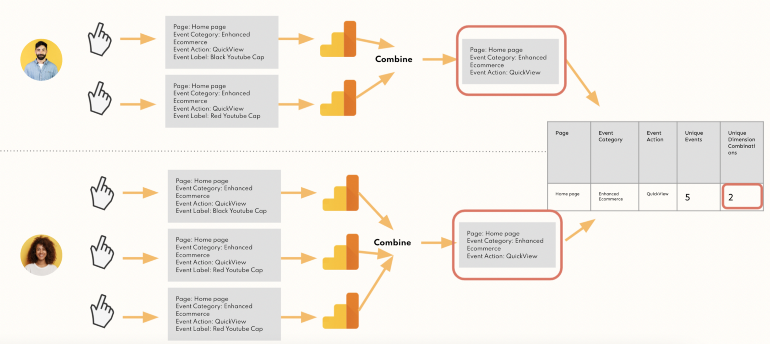 Page: Home page
Event Category: Enhanced
Ecommerce
Event Action: QuickView
Event Label: Black Youtube Cap
Page: Home page
Event Category: Enhanced
Ecommerce
Event Action: QuickView
Event Label: Red Youtube Cap
Combine
Page: Home page
Event Category: Enhanced
Ecommerce
Event Action: QuickView
Page
Event
Category
Event
Action
Unique
Events
Unique
Dimension
Combinati
ons
Home page
Enhanced
Ecommerce
QuickView
5
2
Page: Home page
Event Category: Enhanced
Ecommerce
Event Action: QuickView
Event Label: Black Youtube Cap
Page: Home page
Event Category: Enhanced
Ecommerce
Event Action: QuickView
Event Label: Red Youtube Cap
Page: Home page
Event Category: Enhanced
Ecommerce
Event Action: QuickView
Event Label: Red Youtube Cap
Combine
Page: Home page
Event Category: Enhanced
Ecommerce
Event Action: QuickView